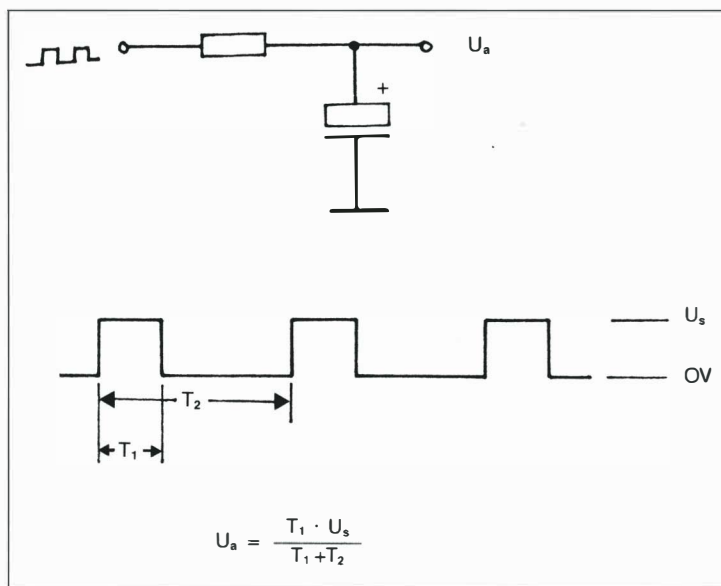 Uₐ
+
Uₛ
OV
T₂
T₁
Uₐ = T₁ · Uₛ / T₁+T₂